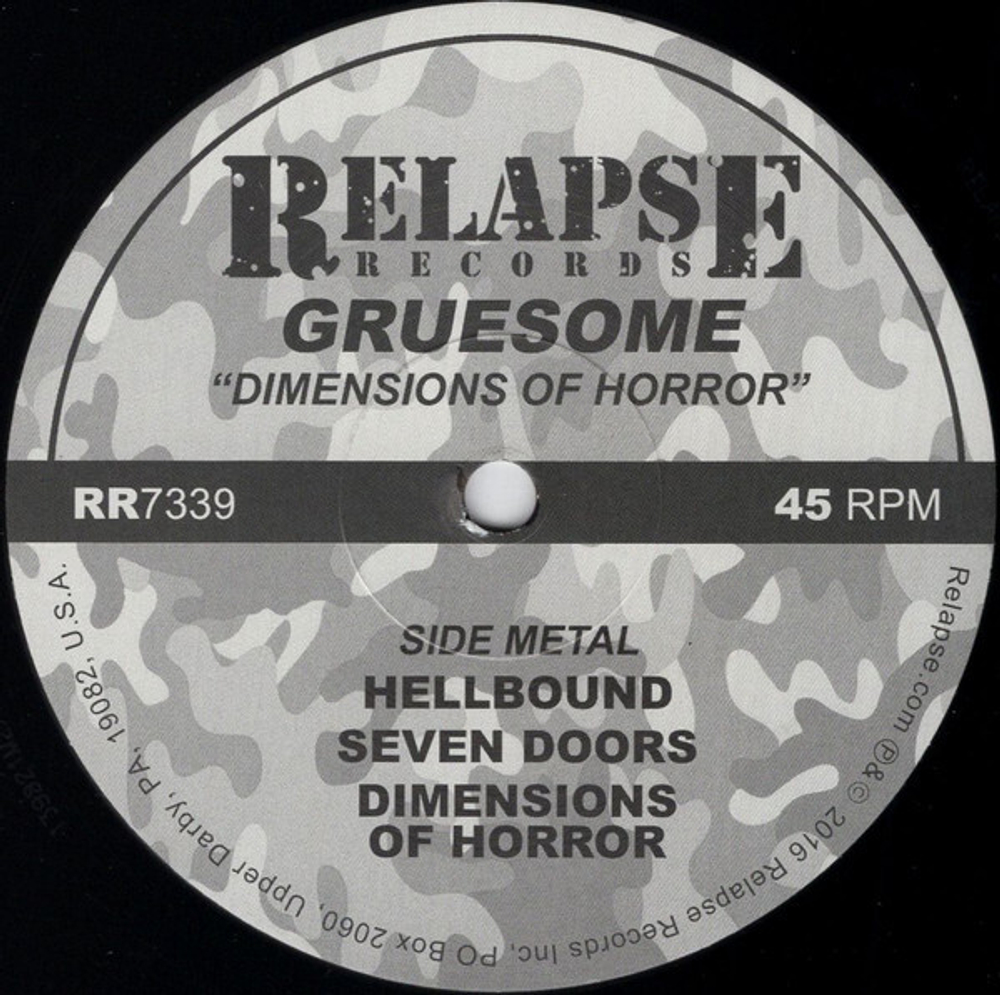 RELAPSE
RECORDS
GRUESOME
“DIMENSIONS OF HORROR”
RR7339
45 RPM
SIDE METAL
HELLBOUND
SEVEN DOORS
DIMENSIONS
OF HORROR
Relapse.com ℗&© 2016 Relapse Records Inc, PO Box 2060, Upper Darby, PA, 19082, U.S.A.